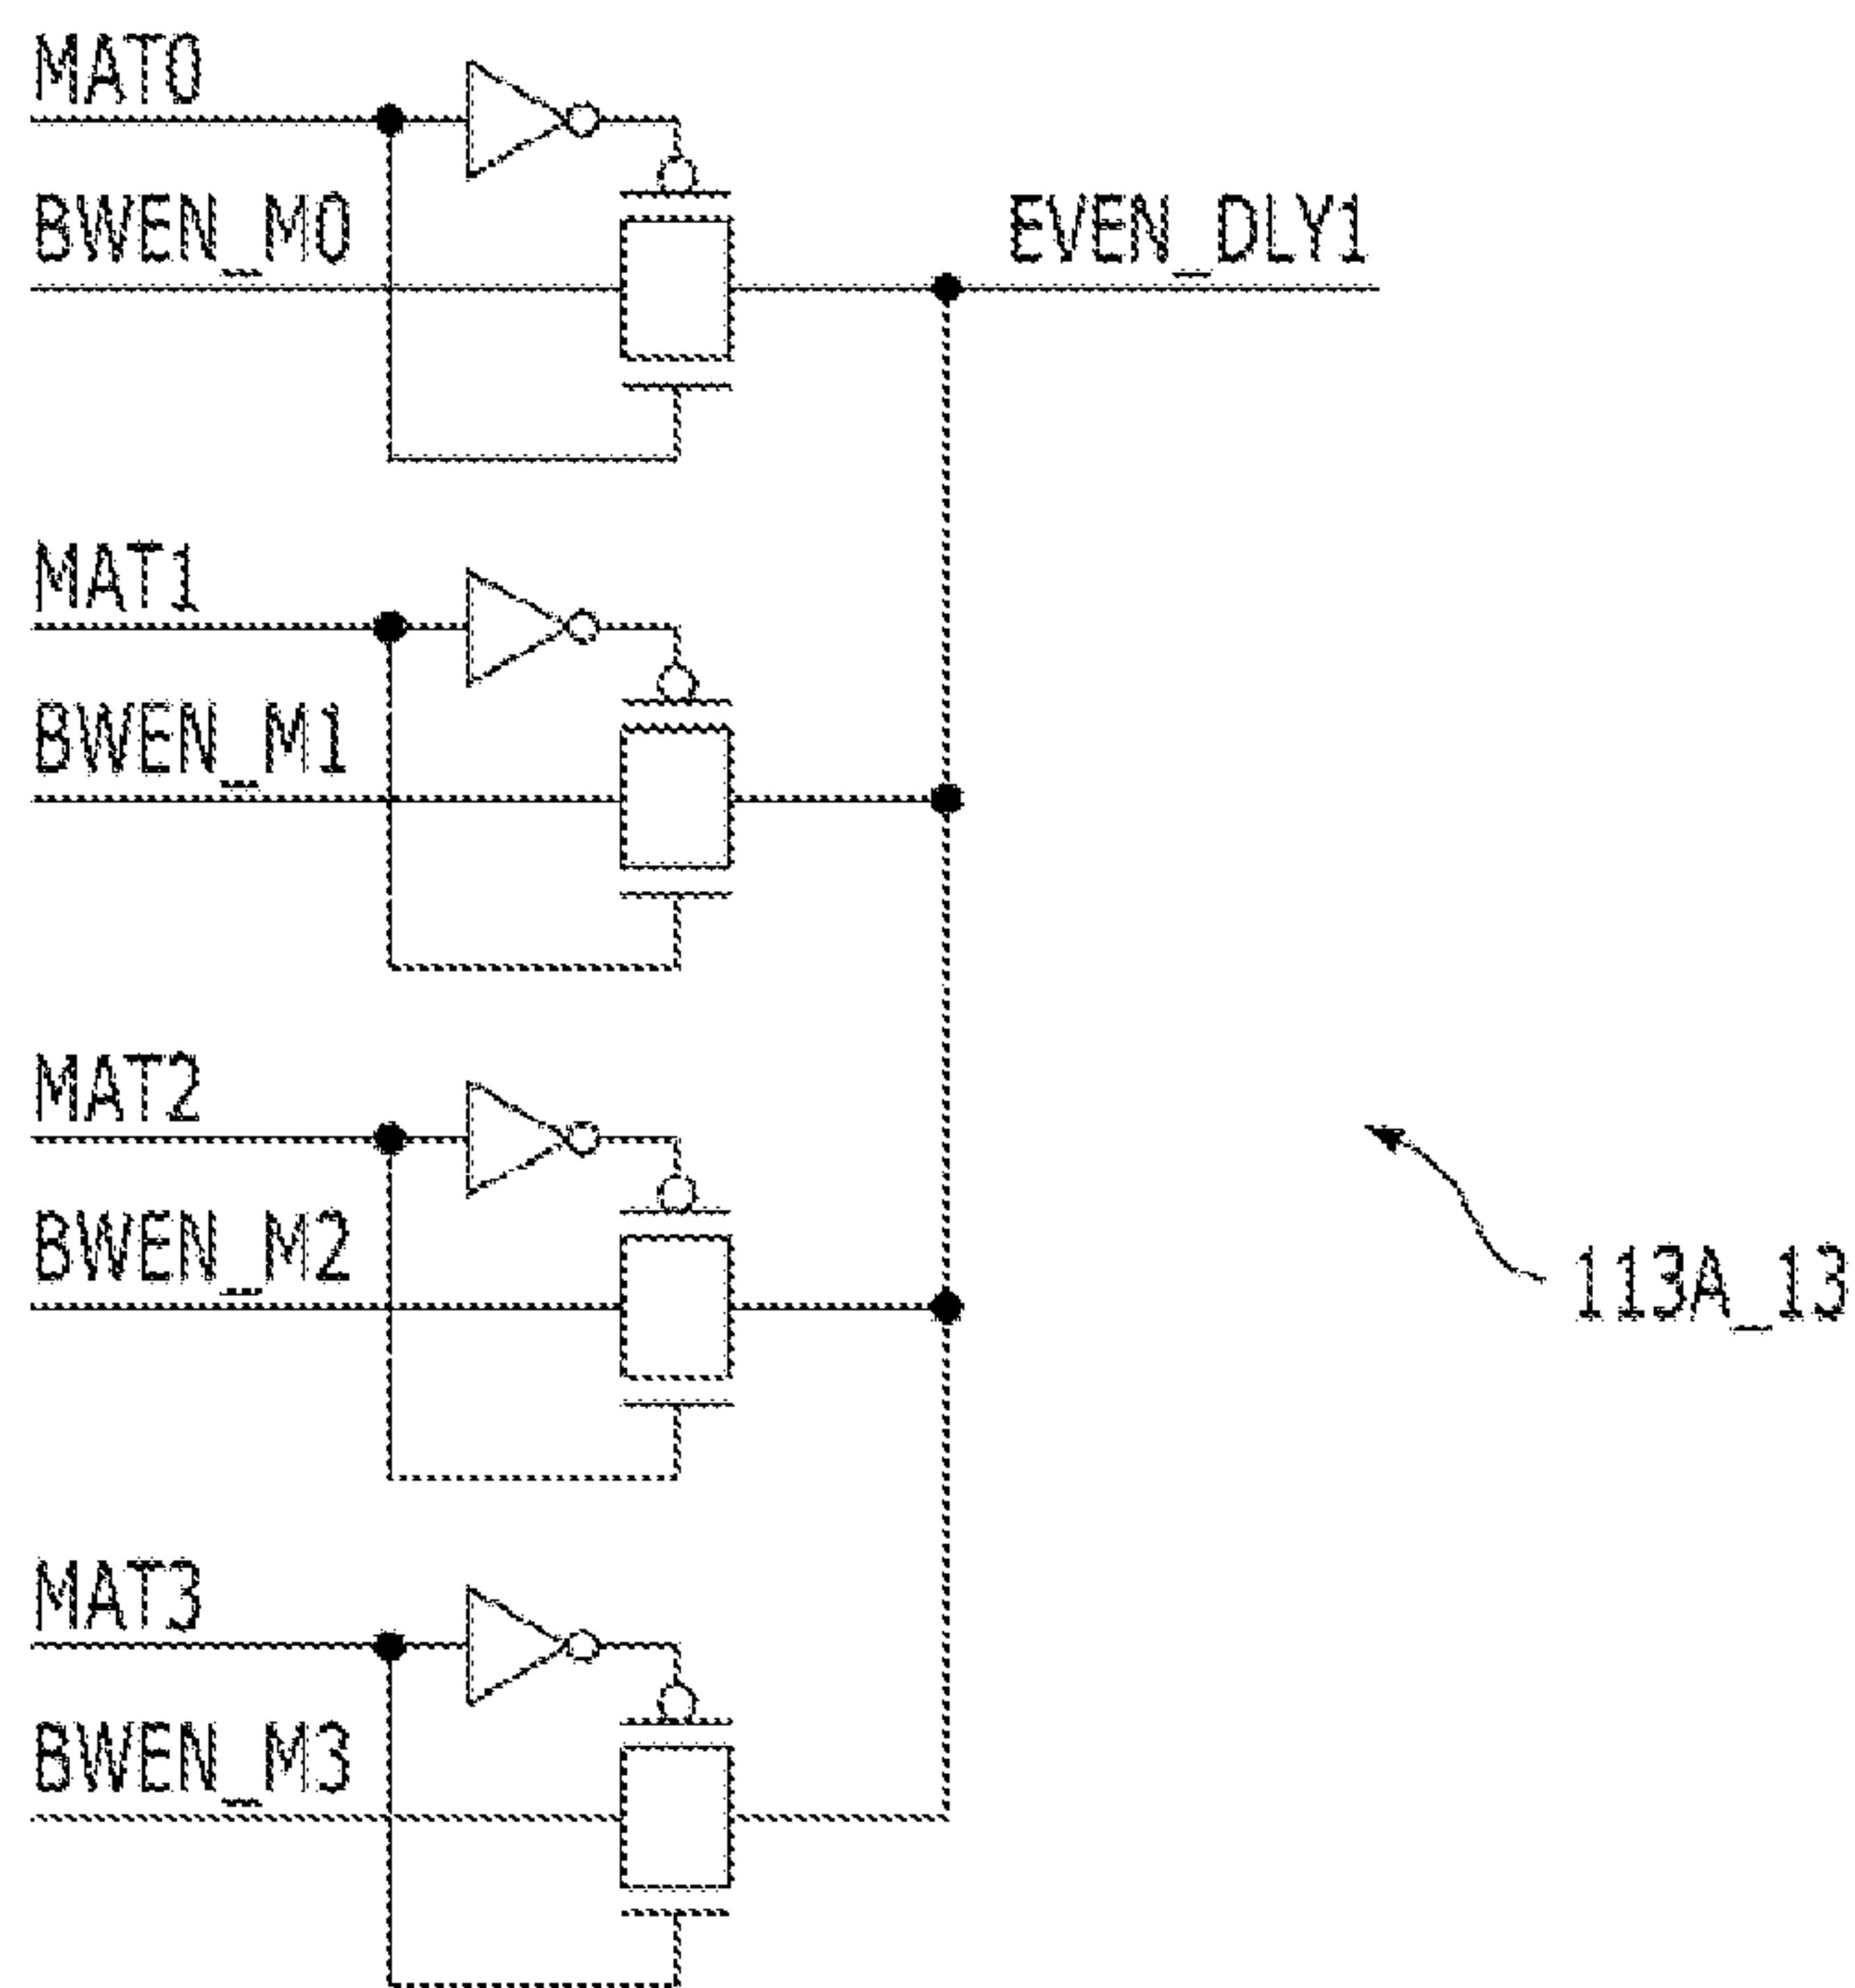 MAT0
BWEN_M0
EVEN_DLY1
MAT1
BWEN_M1
MAT2
BWEN_M2
113A_13
MAT3
BWEN_M3